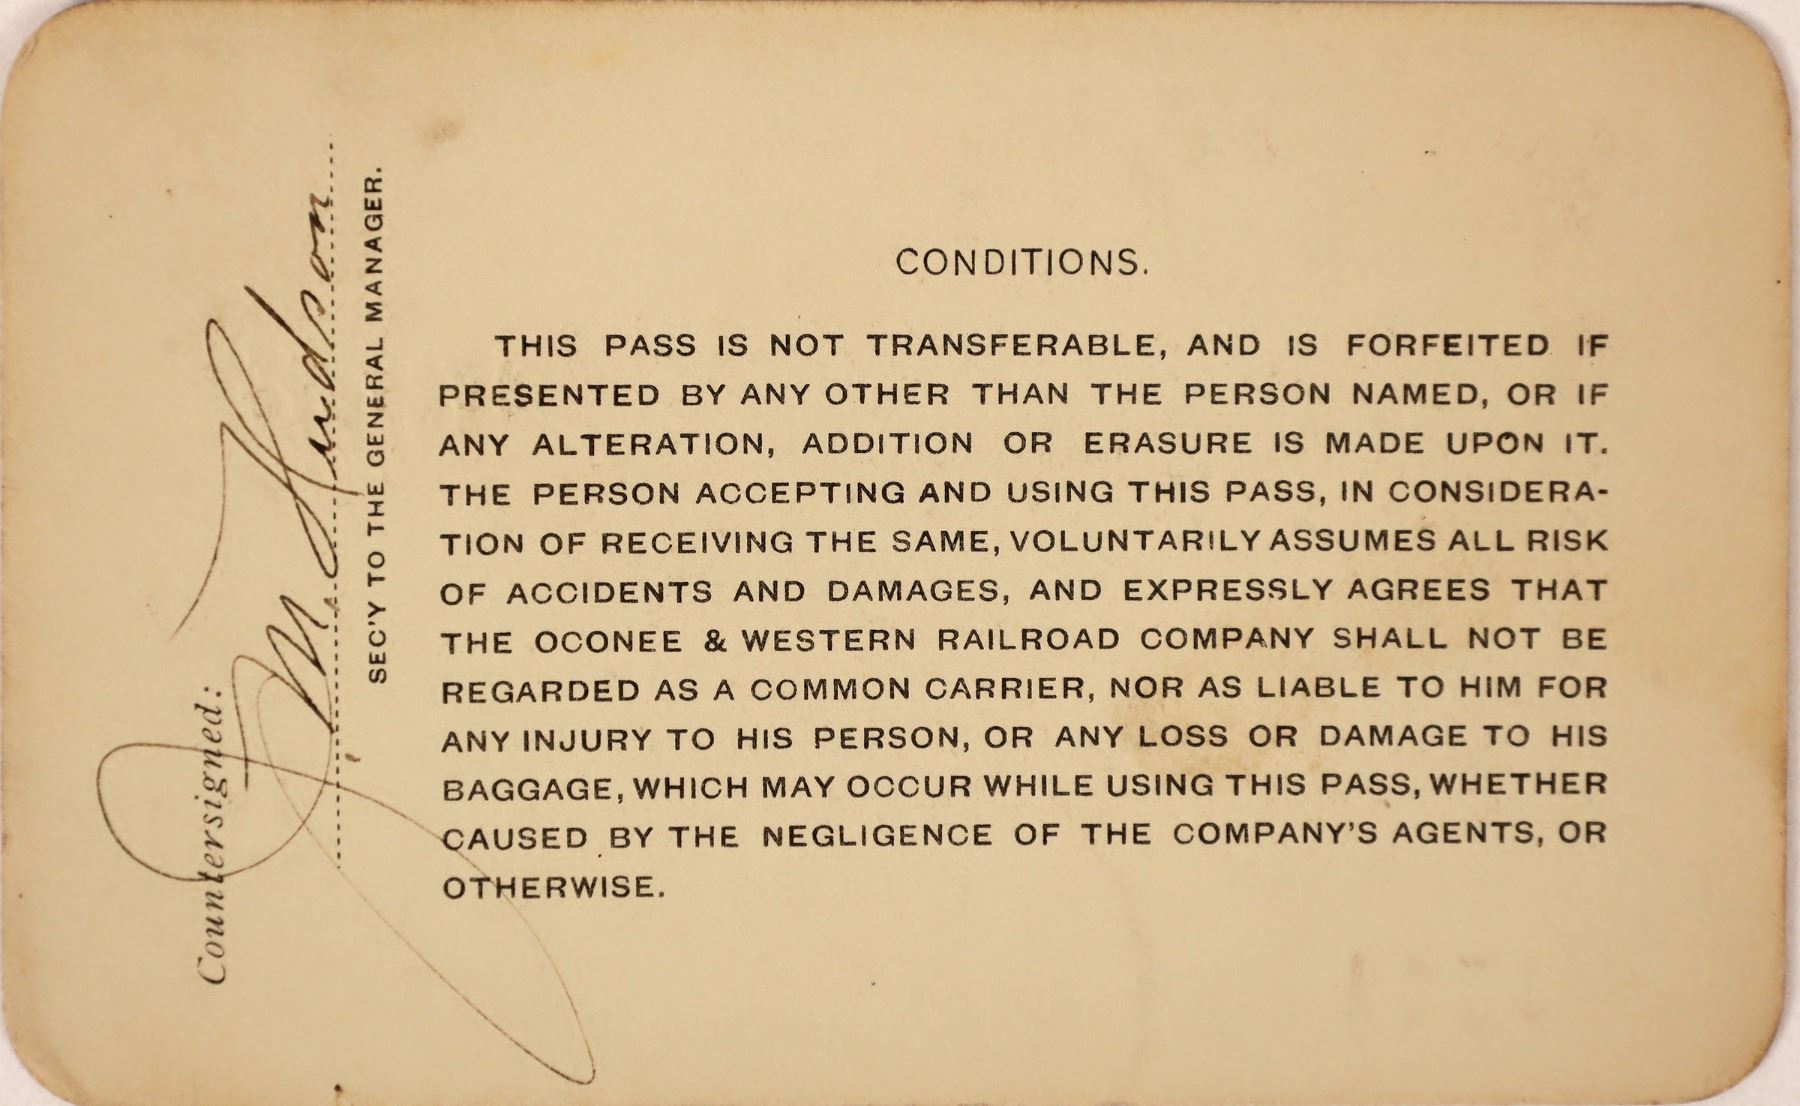 Countersigned:
J. M. Hudson
SEC'Y TO THE GENERAL MANAGER.
CONDITIONS.
THIS PASS IS NOT TRANSFERABLE, AND IS FORFEITED IF
PRESENTED BY ANY OTHER THAN THE PERSON NAMED, OR IF
ANY ALTERATION, ADDITION OR ERASURE IS MADE UPON IT.
THE PERSON ACCEPTING AND USING THIS PASS, IN CONSIDERA-
TION OF RECEIVING THE SAME, VOLUNTARILY ASSUMES ALL RISK
OF ACCIDENTS AND DAMAGES, AND EXPRESSLY AGREES THAT
THE OCONEE & WESTERN RAILROAD COMPANY SHALL NOT BE
REGARDED AS A COMMON CARRIER, NOR AS LIABLE TO HIM FOR
ANY INJURY TO HIS PERSON, OR ANY LOSS OR DAMAGE TO HIS
BAGGAGE, WHICH MAY OCCUR WHILE USING THIS PASS, WHETHER
CAUSED BY THE NEGLIGENCE OF THE COMPANY'S AGENTS, OR
OTHERWISE.